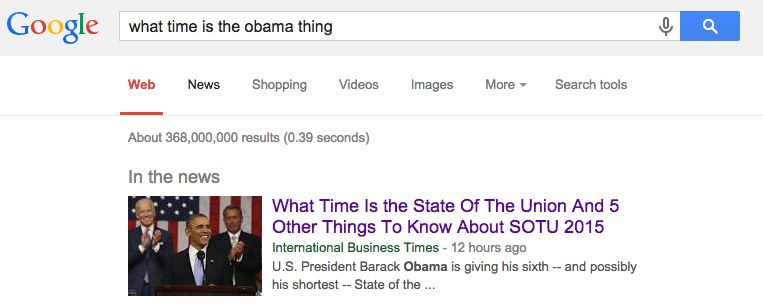 Google
what time is the obama thing
Web News Shopping Videos Images More Search tools
About 368,000,000 results (0.39 seconds)
In the news
What Time Is the State Of The Union And 5
Other Things To Know About SOTU 2015
International Business Times - 12 hours ago
U.S. President Barack Obama is giving his sixth -- and possibly
his shortest -- State of the ...